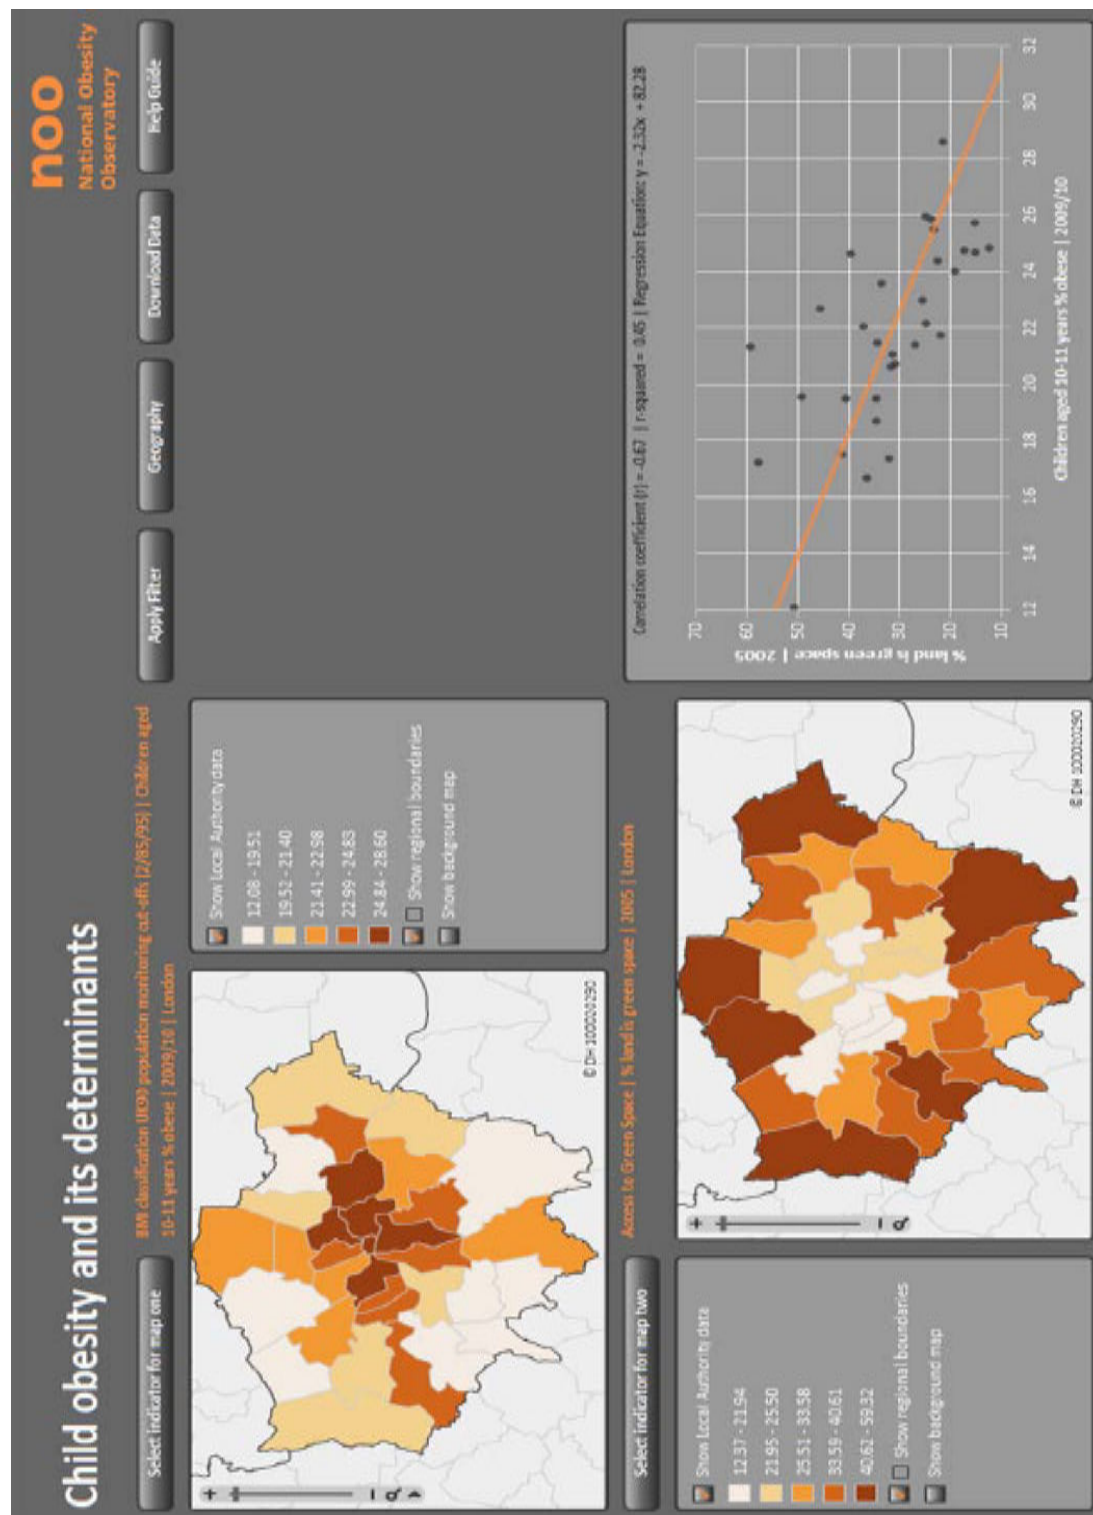 Child obesity and its determinants
noo
National Obesity
Observatory
Select indicator for map one
BMI classification UK90 population monitoring cut-offs (2/85/95) | Children aged
10-11 years % obese | 2009/10 | London
Apply Filter
Geography
Download Data
Help Guide
© DH 100020290
Show Local Authority data
12.08 - 19.51
19.52 - 21.40
21.41 - 22.98
22.99 - 24.83
24.84 - 28.60
Show regional boundaries
Show background map
Select indicator for map two
Access to Green Space | % land is green space | 2005 | London
Show Local Authority data
12.37 - 21.94
21.95 - 25.50
25.51 - 33.58
33.59 - 40.61
40.62 - 59.32
Show regional boundaries
Show background map
© DH 100020290
Correlation coefficient (r) = -0.67 | r-squared = 0.45 | Regression Equation: y = -2.32x + 82.28
% land is green space | 2005
70
60
50
40
30
20
10
12 14 16 18 20 22 24 26 28 30 32
Children aged 10-11 years % obese | 2009/10